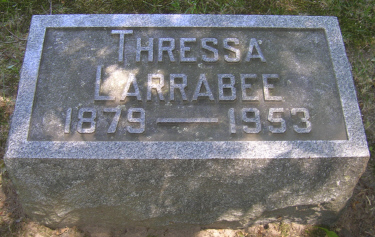 THRESSA
LARRABEE
1879 — 1953